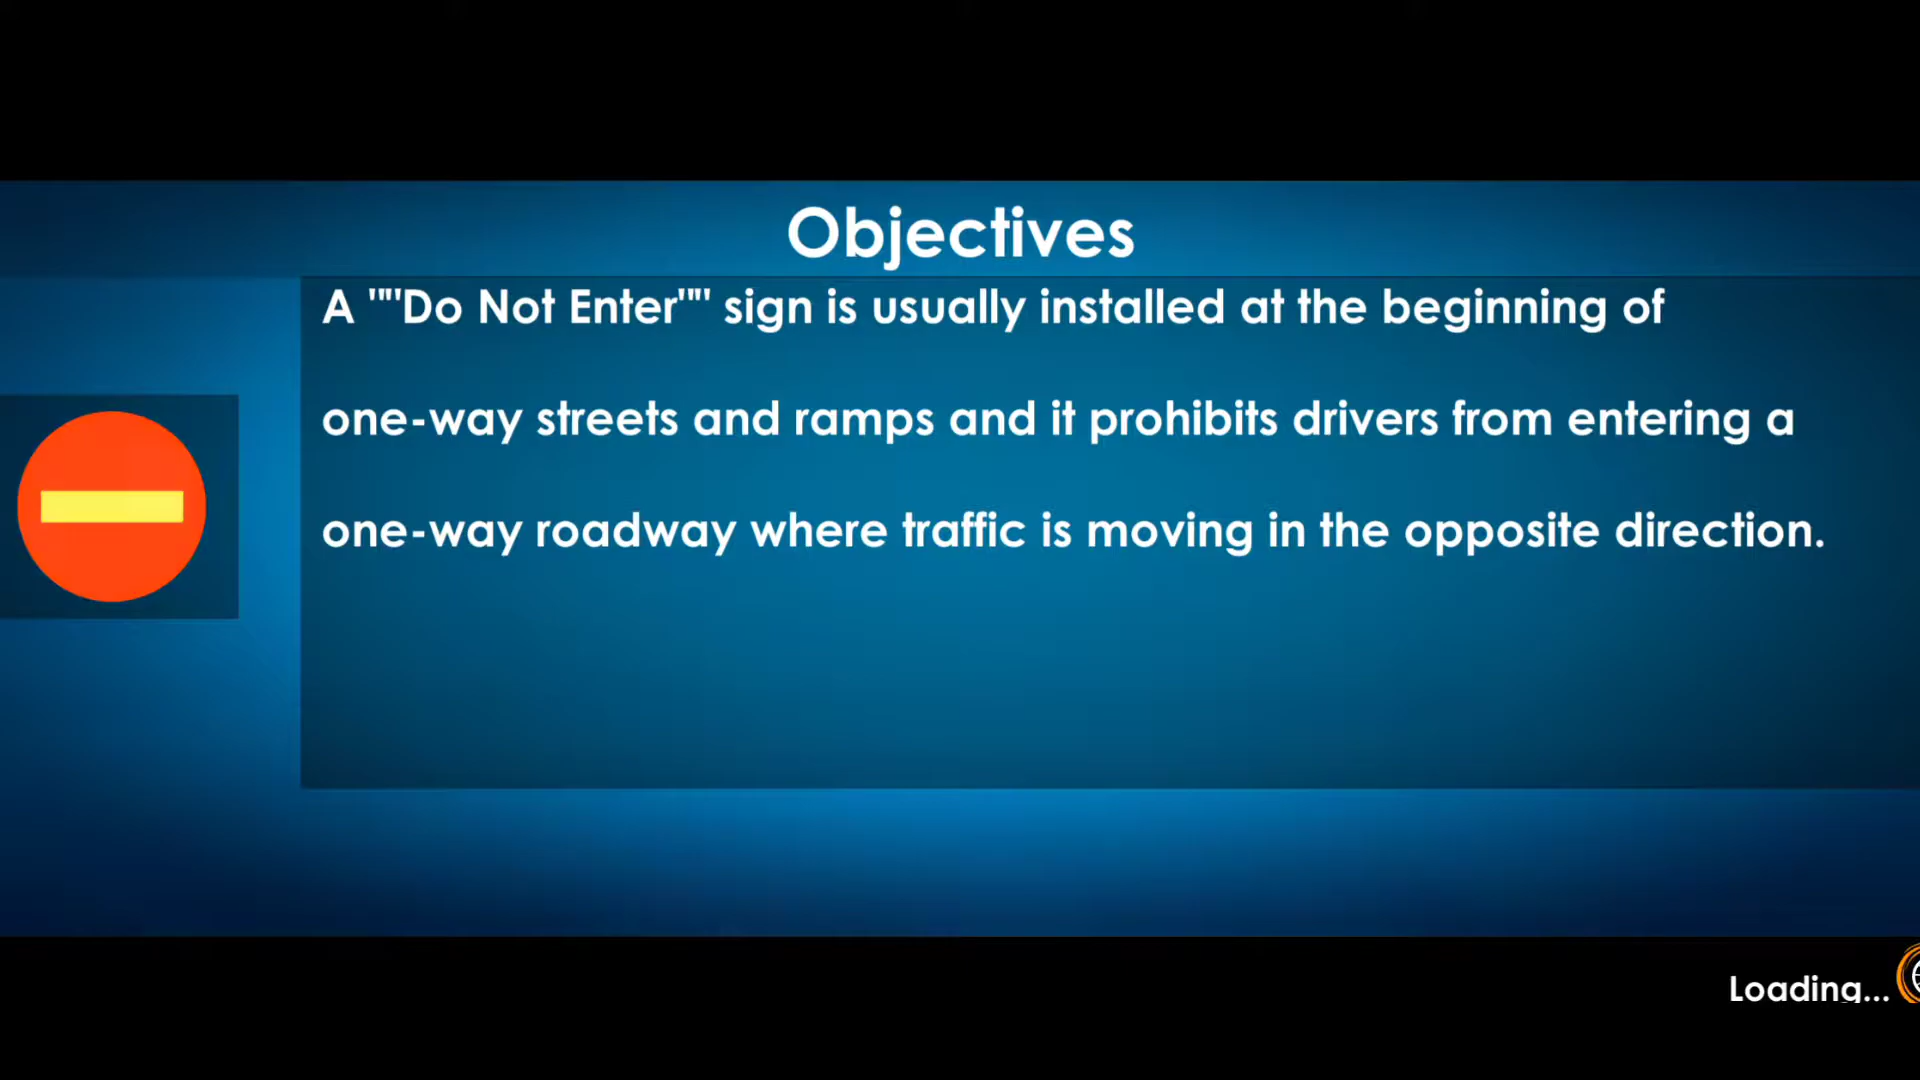 Objectives
A ""'Do Not Enter'"" sign is usually installed at the beginning of
one-way streets and ramps and it prohibits drivers from entering a
one-way roadway where traffic is moving in the opposite direction.
Loading...